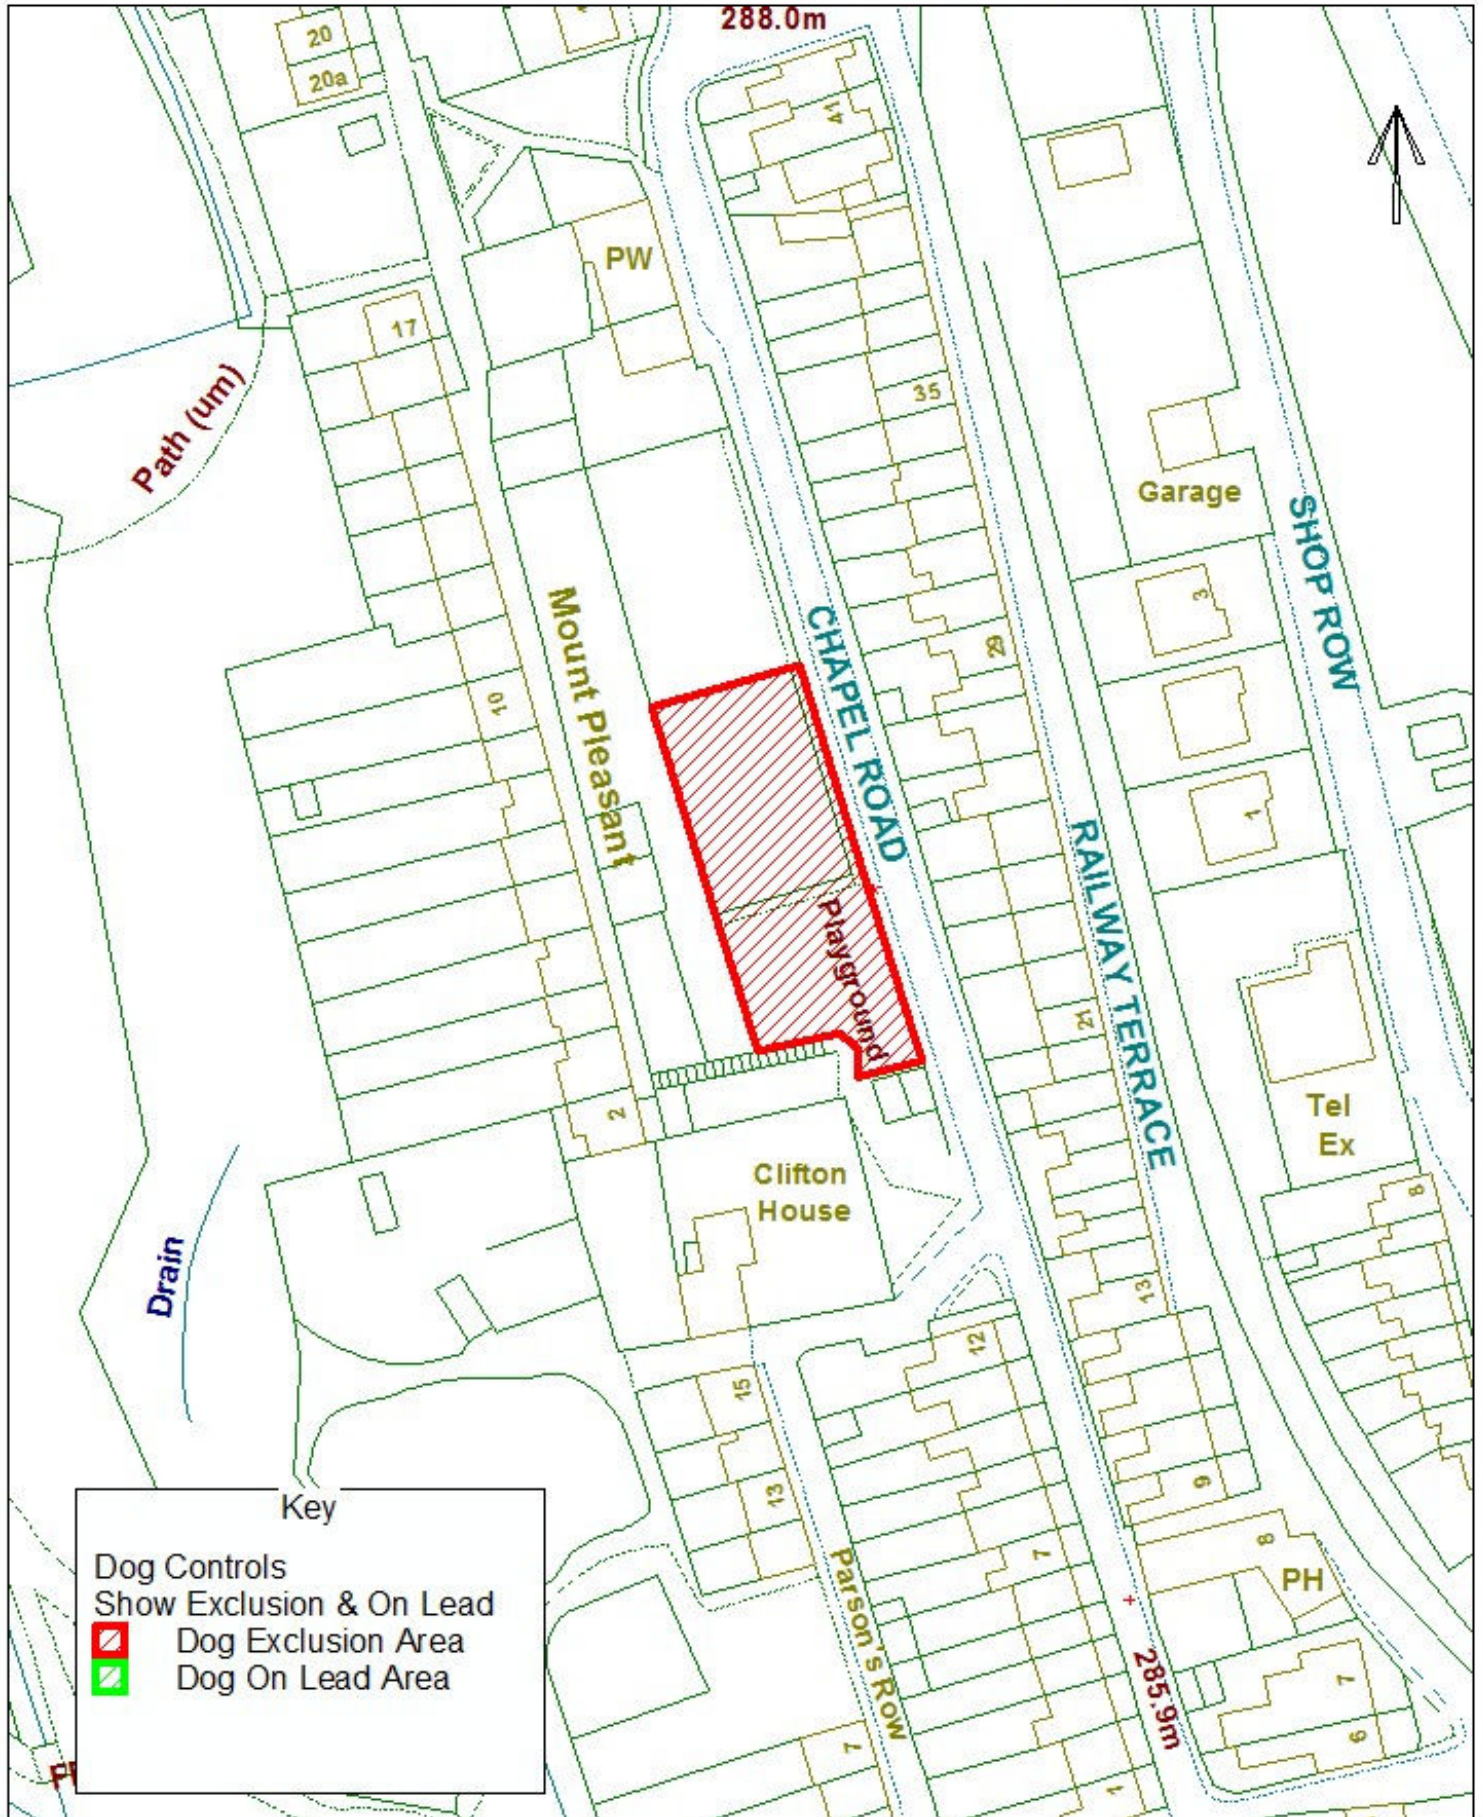 288.0m
20
20a
41
PW
17
35
Path (um)
Garage
SHOP ROW
Mount Pleasant
CHAPEL ROAD
3
29
10
1
RAILWAY TERRACE
Playground
21
2
Tel
Ex
Clifton
House
8
Drain
13
12
15
13
9
8
7
PH
Parson's Row
285.9m
7
6
7
1
Key
Dog Controls
Show Exclusion & On Lead
Dog Exclusion Area
Dog On Lead Area